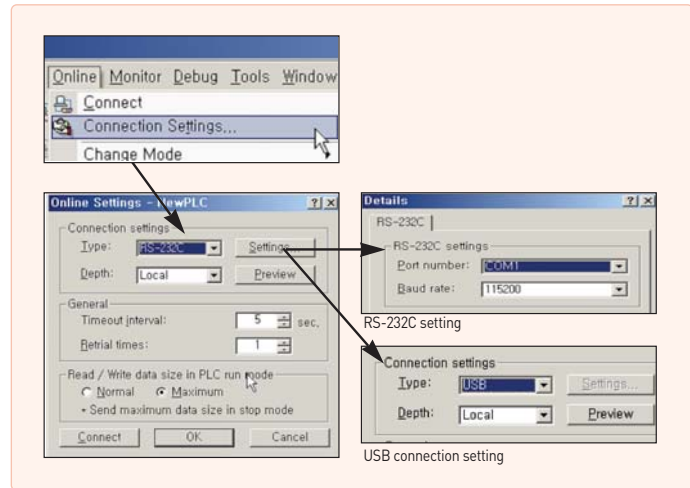 Online Monitor Debug Tools Window
Connect
Connection Settings...
Change Mode
Online Settings - NewPLC
Connection settings
Type: RS-232C Settings...
Depth: Local Preview
General
Timeout interval: 5 sec.
Retrial times: 1
Read / Write data size in PLC run mode
Normal Maximum
* Send maximum data size in stop mode
Connect OK Cancel
Details
RS-232C
RS-232C settings
Port number: COM1
Baud rate: 115200
RS-232C setting
Connection settings
Type: USB Settings...
Depth: Local Preview
USB connection setting